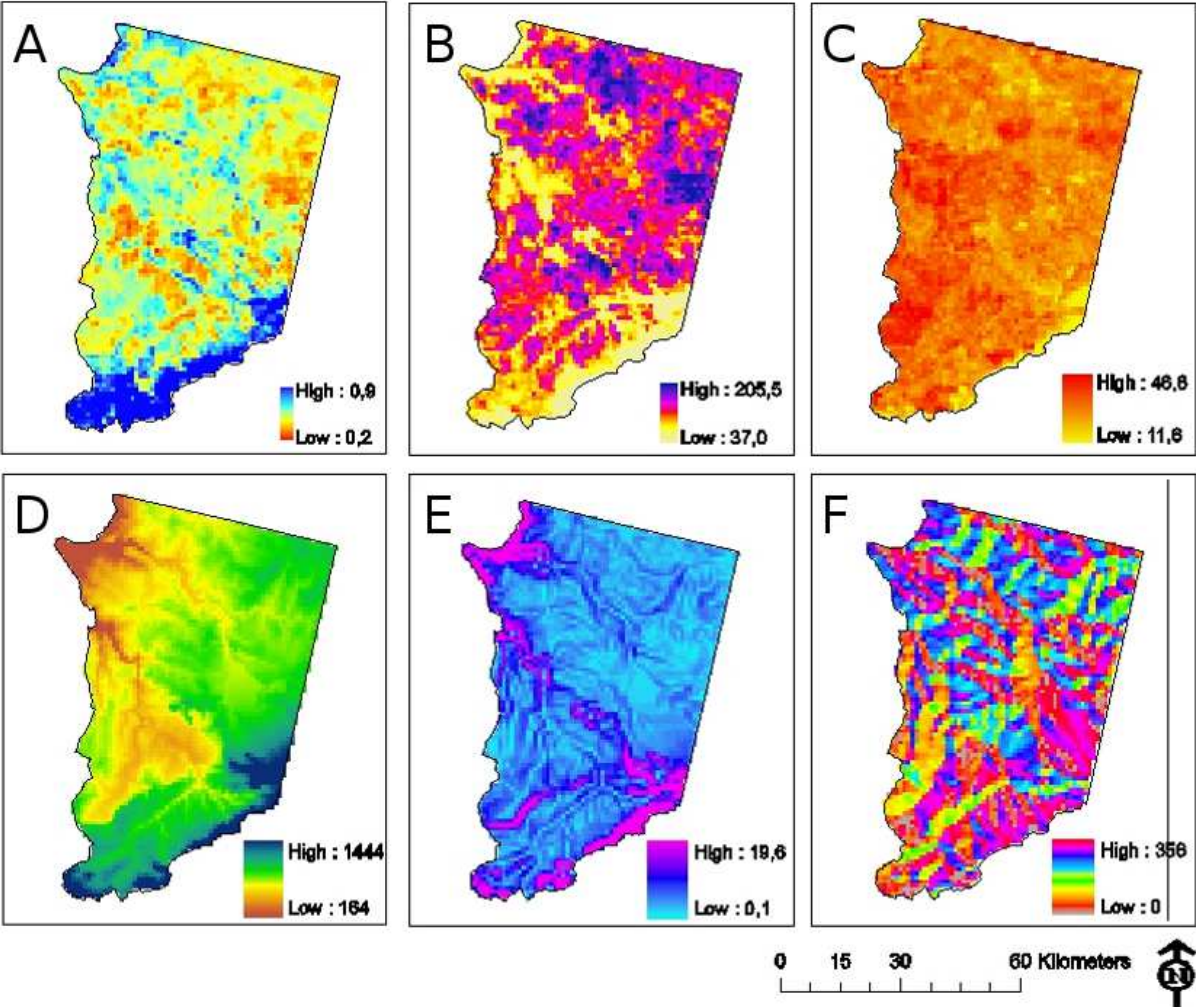 A
High : 0,9
Low : 0,2
B
High : 205,5
Low : 37,0
C
High : 46,6
Low : 11,6
D
High : 1444
Low : 164
E
High : 19,6
Low : 0,1
F
High : 356
Low : 0
0 15 30 60 Kilometers
N